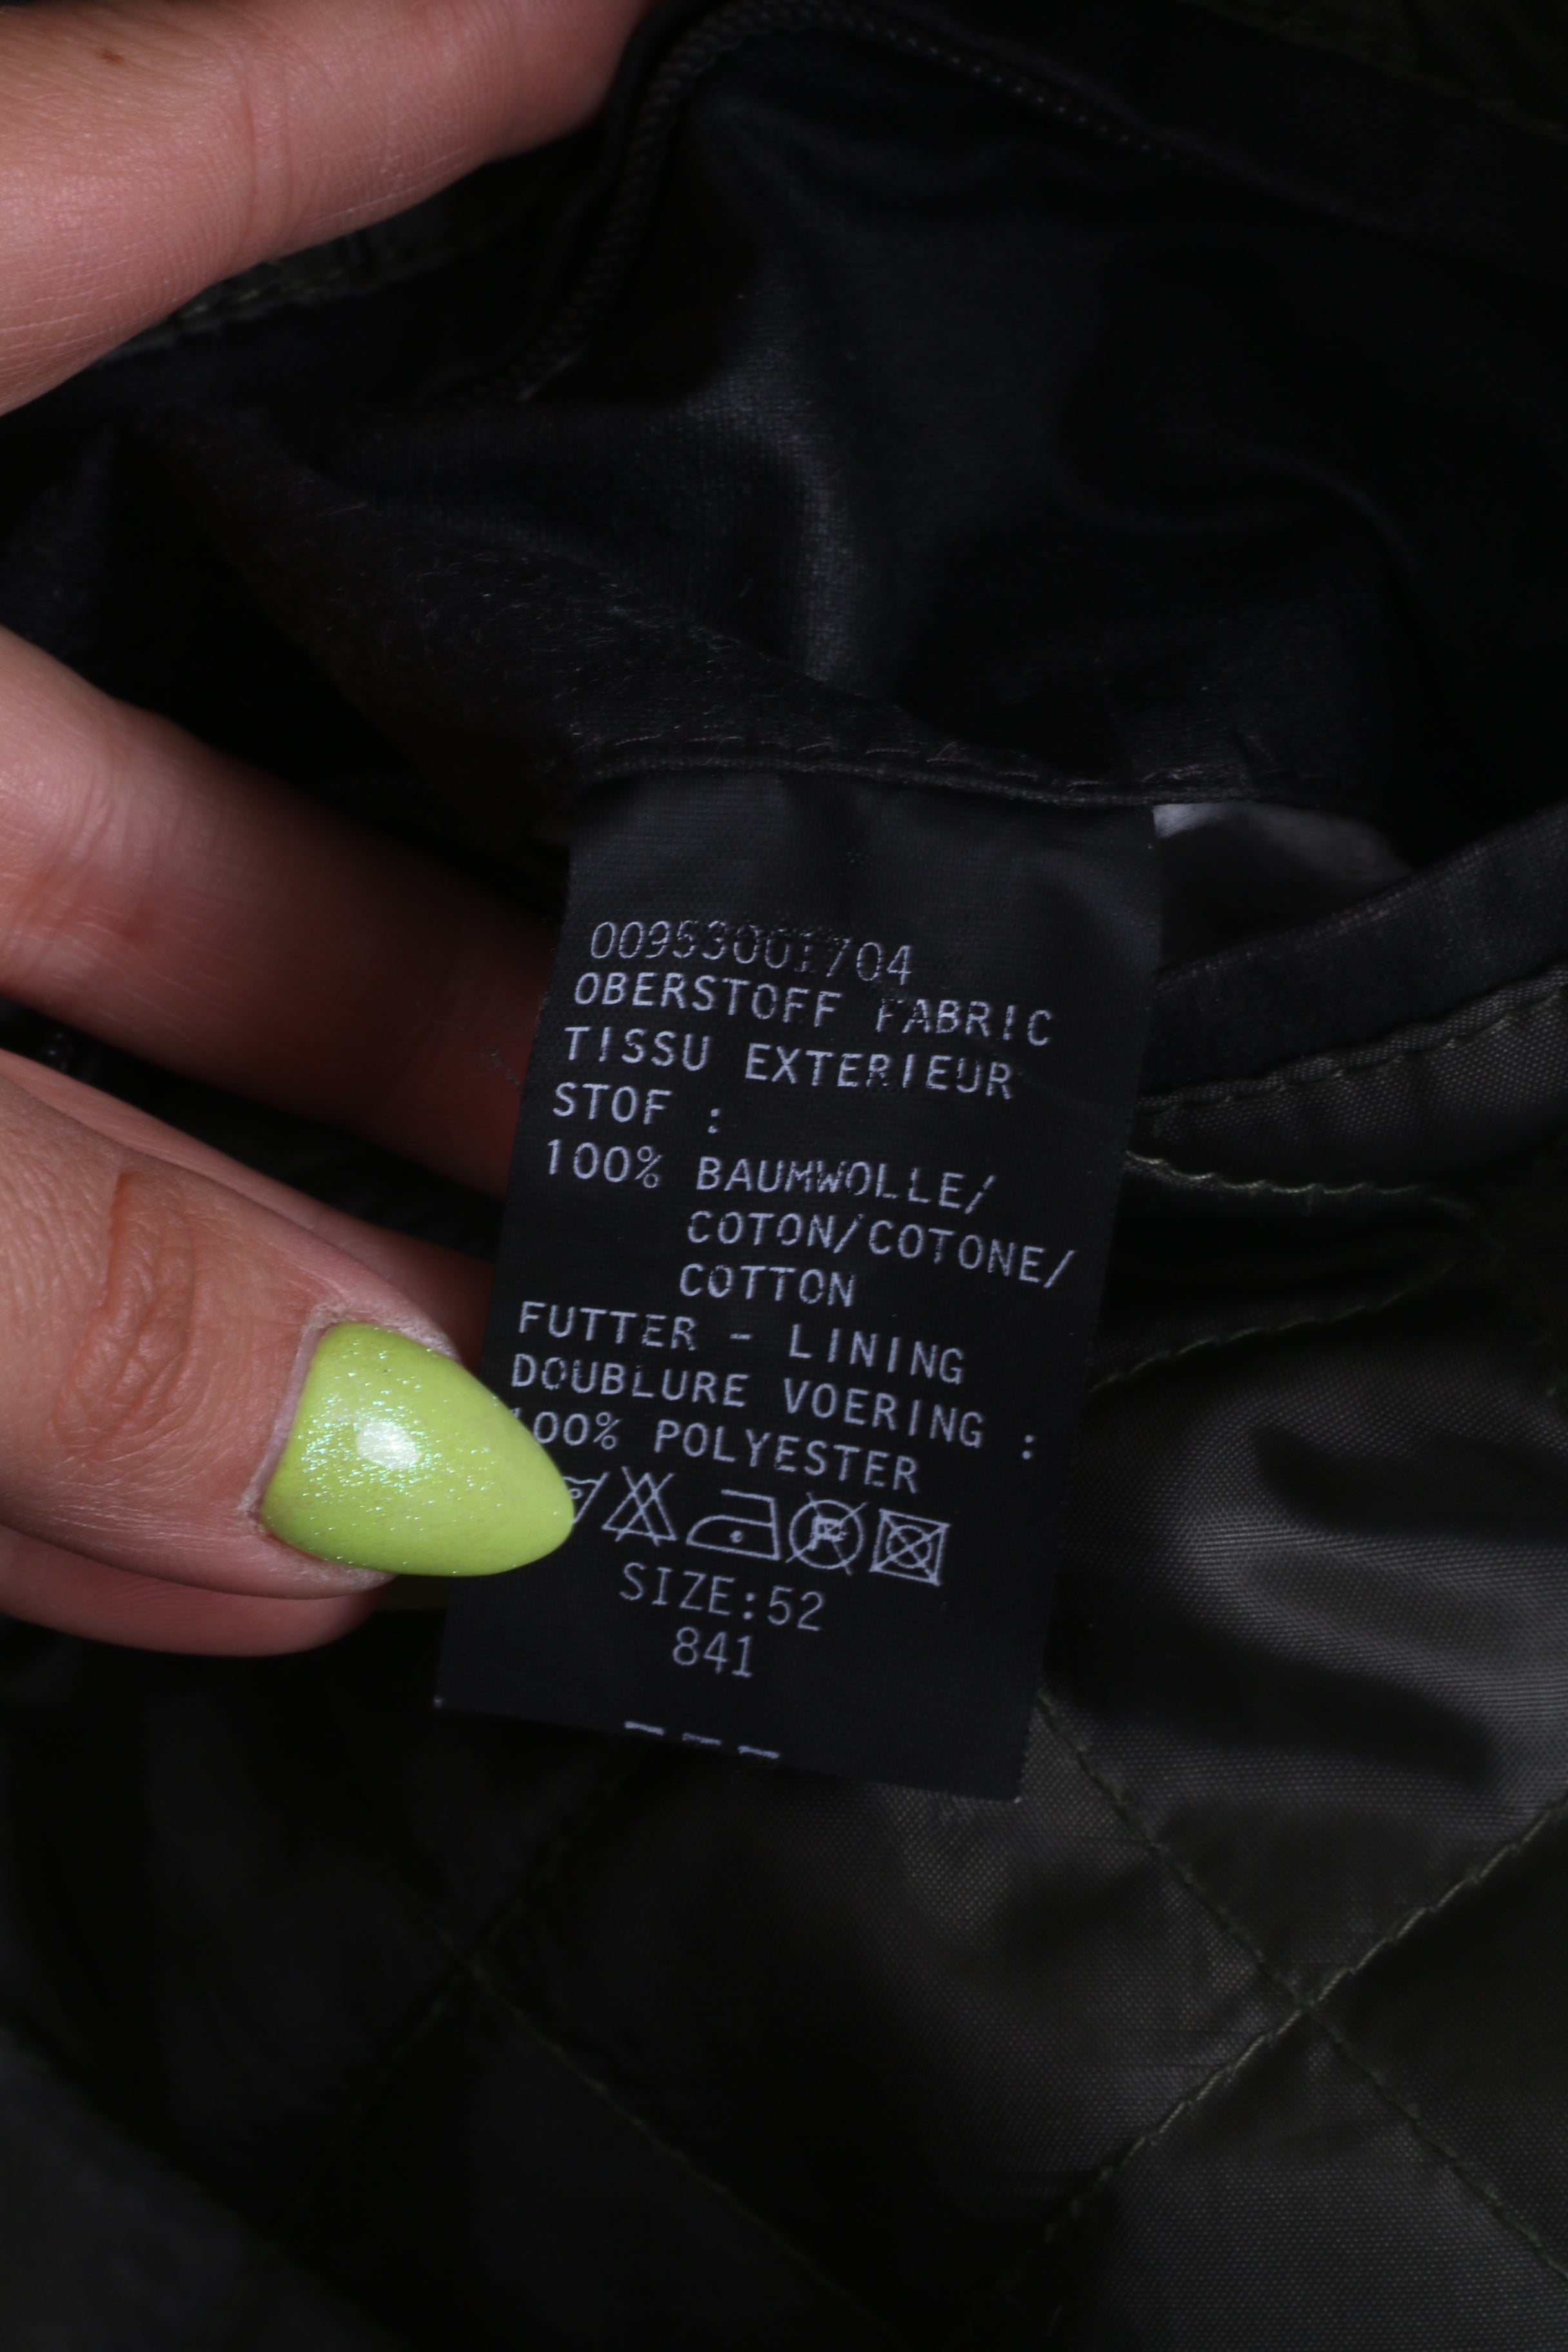 00953001704
OBERSTOFF FABRIC
TISSU EXTERIEUR
STOF :
100% BAUMWOLLE/
COTON/COTONE/
COTTON
FUTTER - LINING
DOUBLURE VOERING :
100% POLYESTER
SIZE:52
841